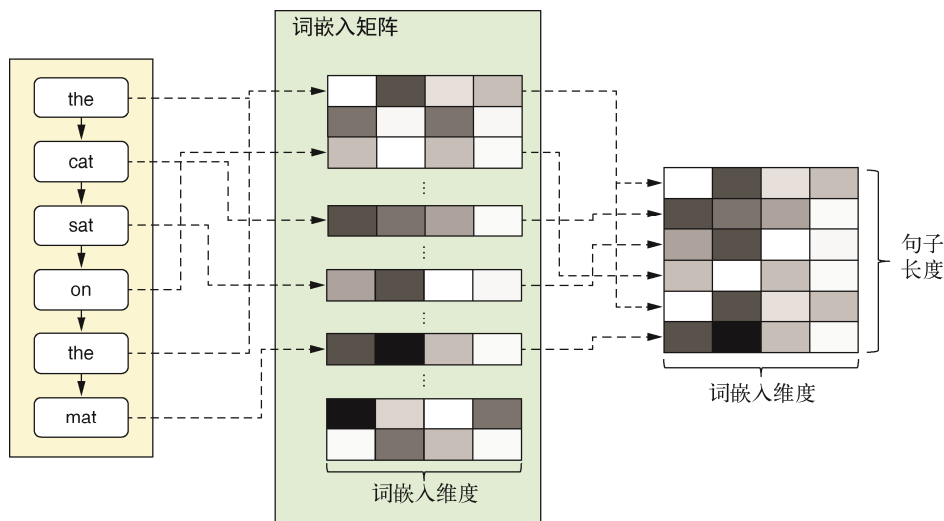 the
cat
sat
on
the
mat
词嵌入矩阵
⋮
⋮
⋮
⋮
词嵌入维度
句子
长度
词嵌入维度